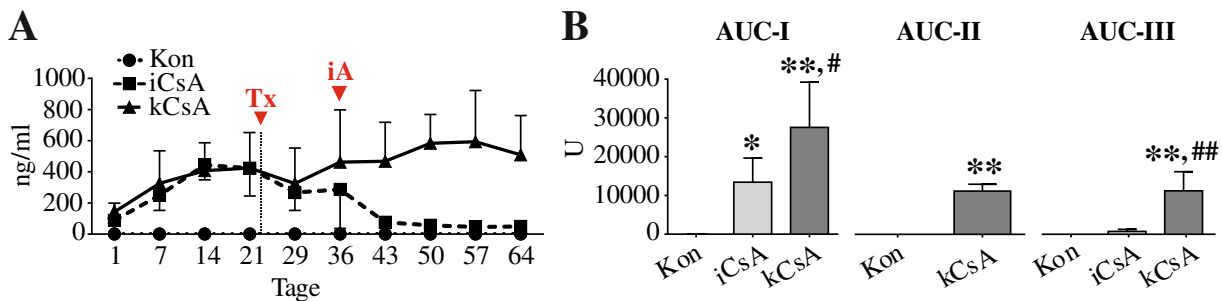 A
Kon
iCsA
kCsA
Tx
iA
ng/ml
1000
800
600
400
200
0
1 7 14 21 29 36 43 50 57 64
Tage
B
AUC-I AUC-II AUC-III
U
40000
30000
20000
10000
0
* **,# ** **,##
Kon iCsA kCsA Kon kCsA Kon iCsA kCsA